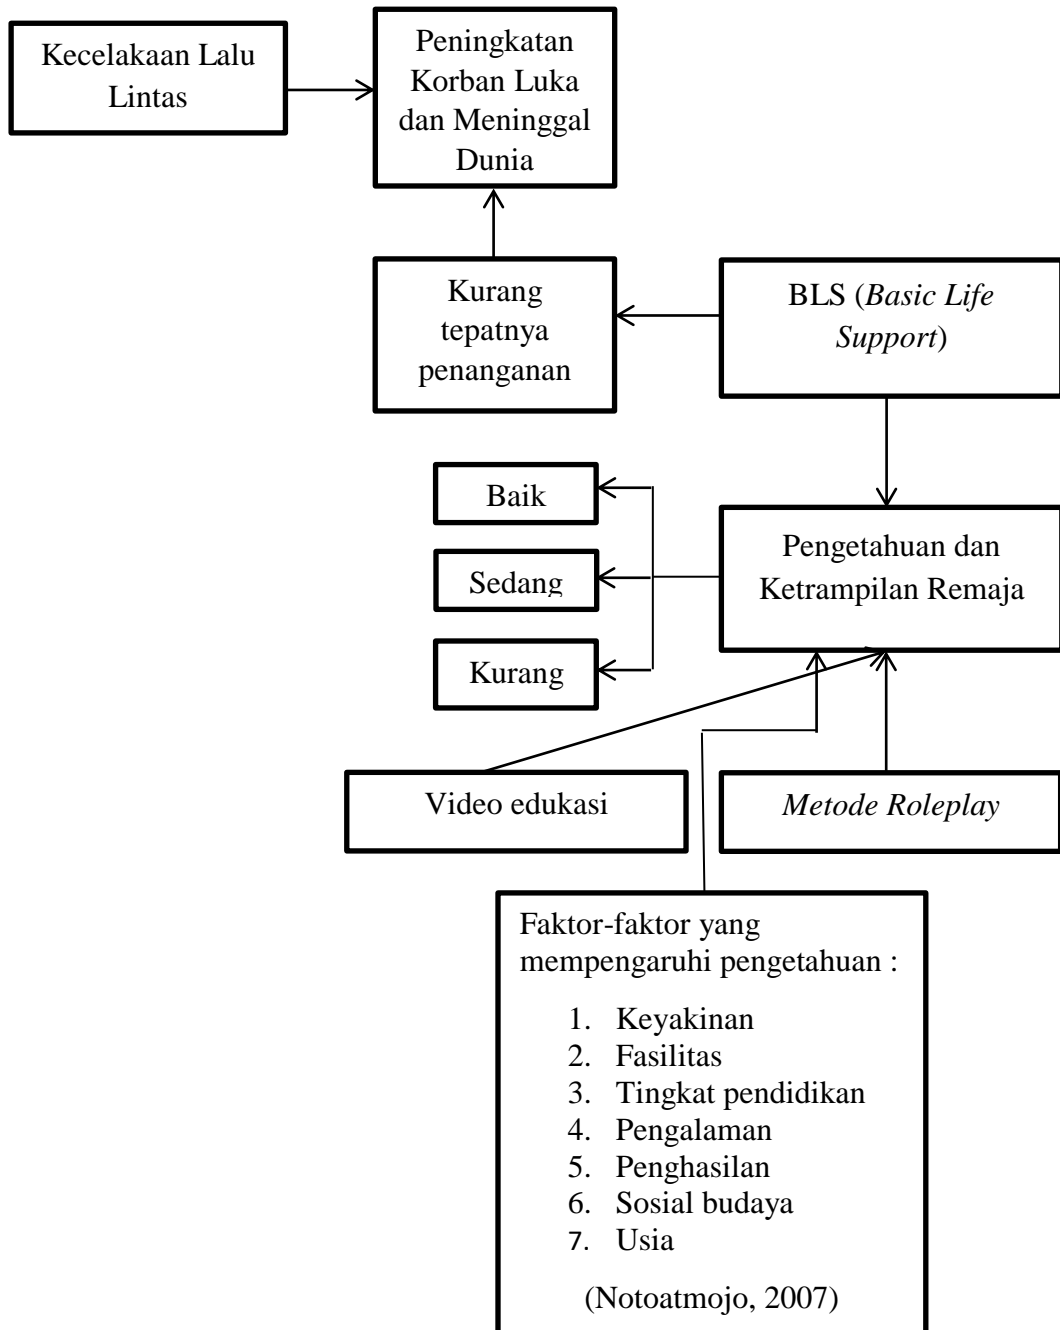 Kecelakaan Lalu
Lintas
Peningkatan
Korban Luka
dan Meninggal
Dunia
Kurang
tepatnya
penanganan
BLS (Basic Life
Support)
Baik
Sedang
Kurang
Pengetahuan dan
Ketrampilan Remaja
Video edukasi
Metode Roleplay
Faktor-faktor yang
mempengaruhi pengetahuan :
1. Keyakinan
2. Fasilitas
3. Tingkat pendidikan
4. Pengalaman
5. Penghasilan
6. Sosial budaya
7. Usia
(Notoatmojo, 2007)